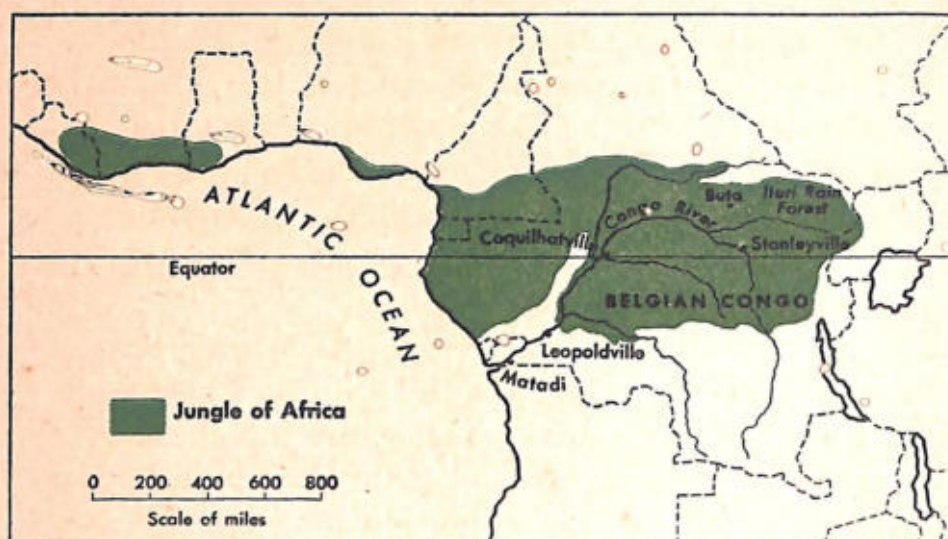 ATLANTIC OCEAN
Equator
Congo River
Buta
Ituri Rain
Forest
Coquilhatville
Stanleyville
BELGIAN CONGO
Leopoldville
Matadi
Jungle of Africa
0 200 400 600 800
Scale of miles